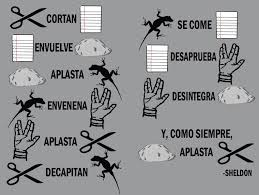 CORTAN
ENVUELVE
APLASTA
ENVENENA
APLASTA
DECAPITAN
SE COME
DESAPRUEBA
DESINTEGRA
Y, COMO SIEMPRE,
APLASTA
-SHELDON